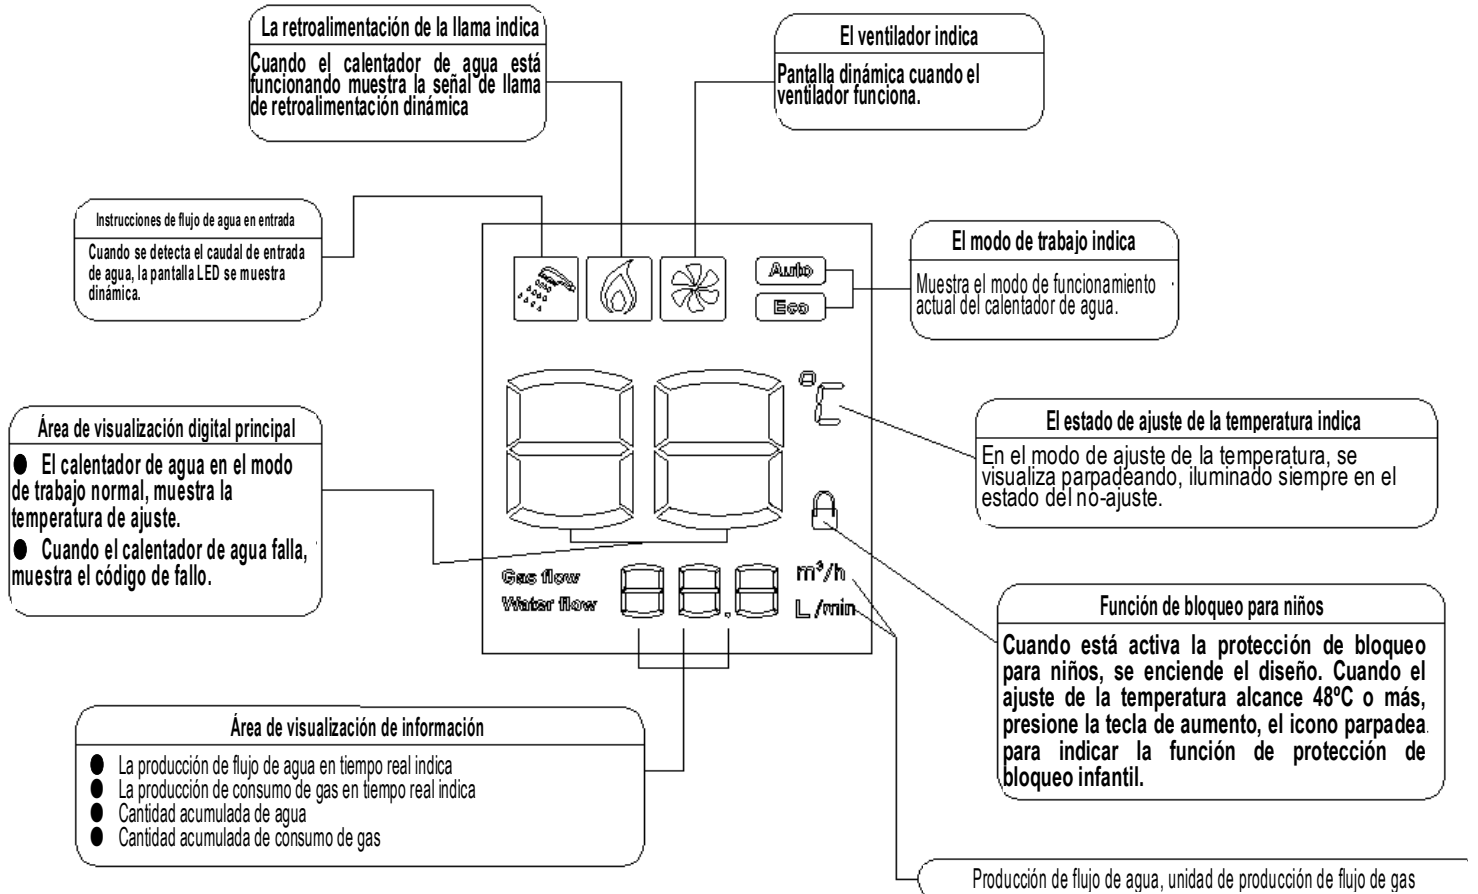 La retroalimentación de la llama indica
Cuando el calentador de agua está
funcionando muestra la señal de llama
de retroalimentación dinámica
El ventilador indica
Pantalla dinámica cuando el
ventilador funciona.
Instrucciones de flujo de agua en entrada
Cuando se detecta el caudal de entrada
de agua, la pantalla LED se muestra
dinámica.
Auto
Eco
El modo de trabajo indica
Muestra el modo de funcionamiento
actual del calentador de agua.
Área de visualización digital principal
● El calentador de agua en el modo
de trabajo normal, muestra la
temperatura de ajuste.
● Cuando el calentador de agua falla,
muestra el código de fallo.
88
°C
El estado de ajuste de la temperatura indica
En el modo de ajuste de la temperatura, se
visualiza parpadeando, iluminado siempre en el
estado del no-ajuste.
Gas flow
Water flow
88.8
m³/h
L/min
Función de bloqueo para niños
Cuando está activa la protección de bloqueo
para niños, se enciende el diseño. Cuando el
ajuste de la temperatura alcance 48ºC o más,
presione la tecla de aumento, el icono parpadea
para indicar la función de protección de
bloqueo infantil.
Área de visualización de información
● La producción de flujo de agua en tiempo real indica
● La producción de consumo de gas en tiempo real indica
● Cantidad acumulada de agua
● Cantidad acumulada de consumo de gas
Producción de flujo de agua, unidad de producción de flujo de gas